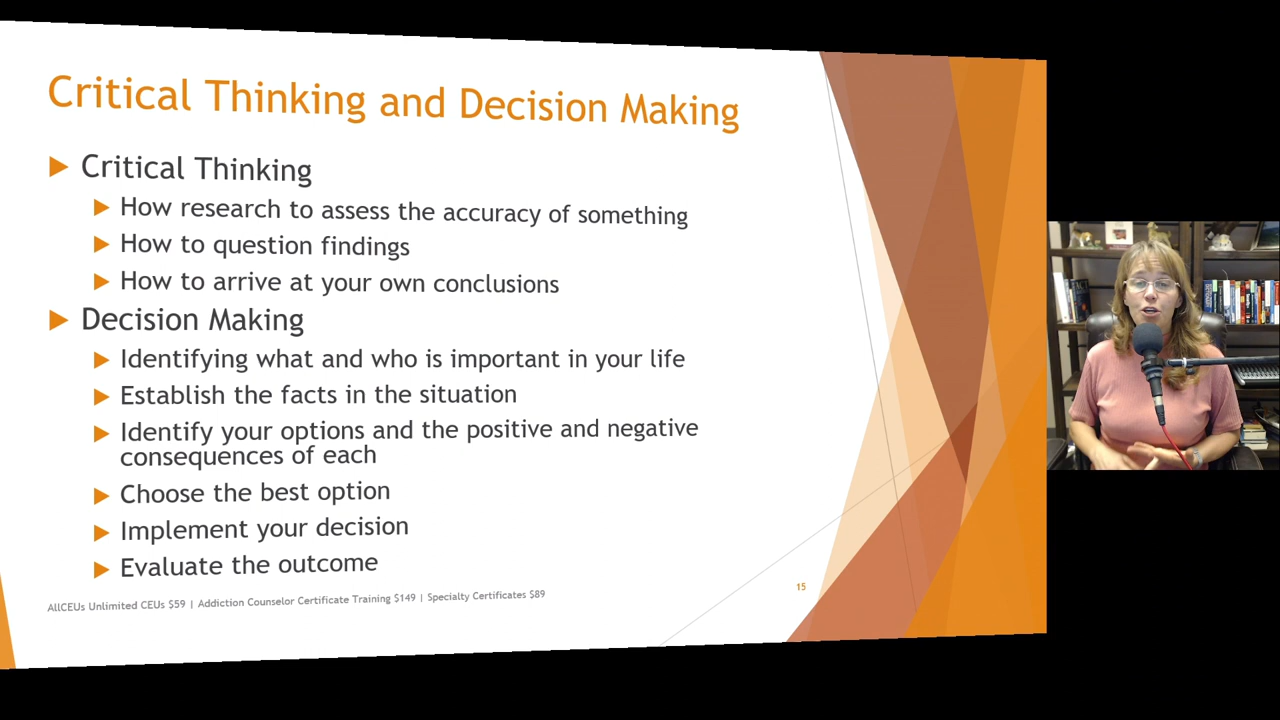 Critical Thinking and Decision Making
Critical Thinking
How research to assess the accuracy of something
How to question findings
How to arrive at your own conclusions
Decision Making
Identifying what and who is important in your life
Establish the facts in the situation
Identify your options and the positive and negative
consequences of each
Choose the best option
Implement your decision
Evaluate the outcome
AllCEUs Unlimited CEUs $59 | Addiction Counselor Certificate Training $149 | Specialty Certificates $89
15